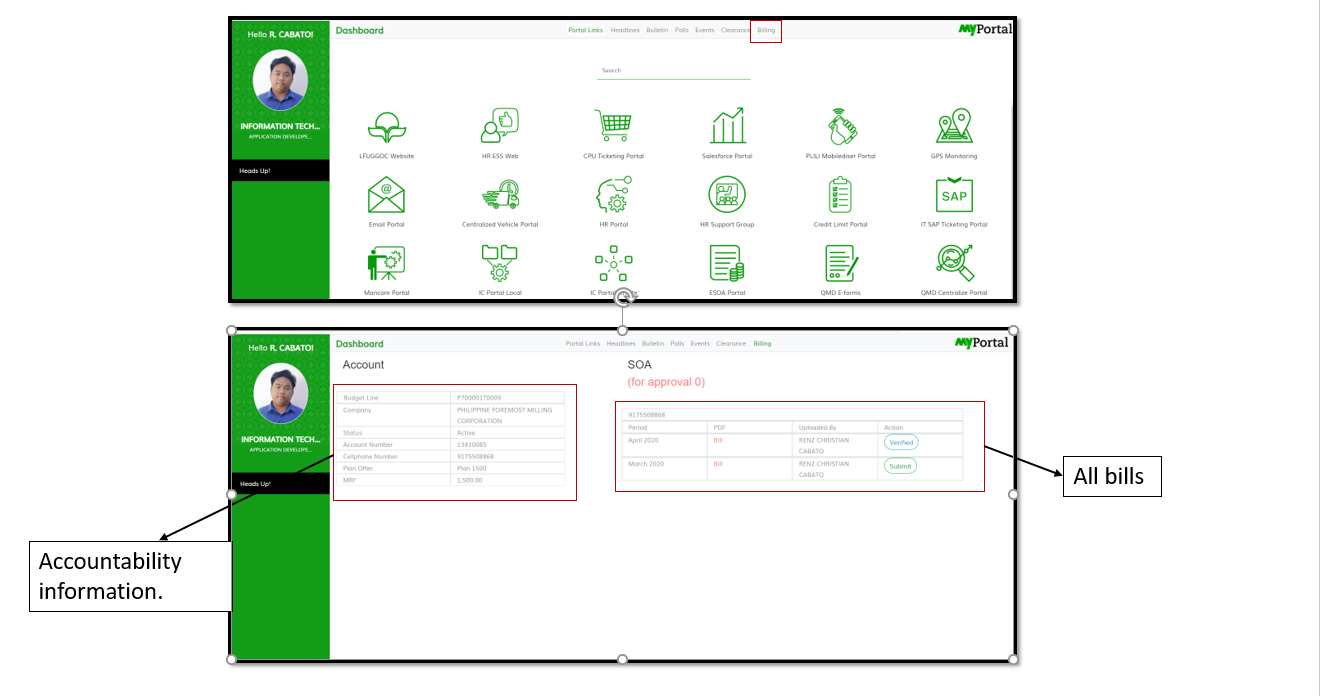 Hello R. CABATO!
Dashboard
Portal Links Headlines Bulletin Polls Events Clearance Billing
MyPortal
Search
INFORMATION TECH...
APPLICATION DEVELOPE...
Heads Up!
LFUGGOC Website
HR ESS Web
CPU Ticketing Portal
Salesforce Portal
PLILI Mobilediser Portal
GPS Monitoring
@
SAP
Email Portal
Centralized Vehicle Portal
HR Portal
HR Support Group
Credit Limit Portal
IT SAP Ticketing Portal
Mancom Portal
IC Portal Local
IC Portal
ESOA Portal
QMD E-forms
QMD Centralize Portal
Hello R. CABATO!
Dashboard
Portal Links Headlines Bulletin Polls Events Clearance Billing
MyPortal
INFORMATION TECH...
APPLICATION DEVELOPE...
Heads Up!
Account
Budget Line P700001T0009
Company PHILIPPINE FOREMOST MILLING
CORPORATION
Status Active
Account Number 13410085
Cellphone Number 9175508868
Plan Offer Plan 1500
MRF 1,500.00
SOA
(for approval 0)
9175508868
Period PDF Uploaded By Action
April 2020 Bill RENZ CHRISTIAN Verified
CABATO
March 2020 Bill RENZ CHRISTIAN Submit
CABATO
All bills
Accountability
information.